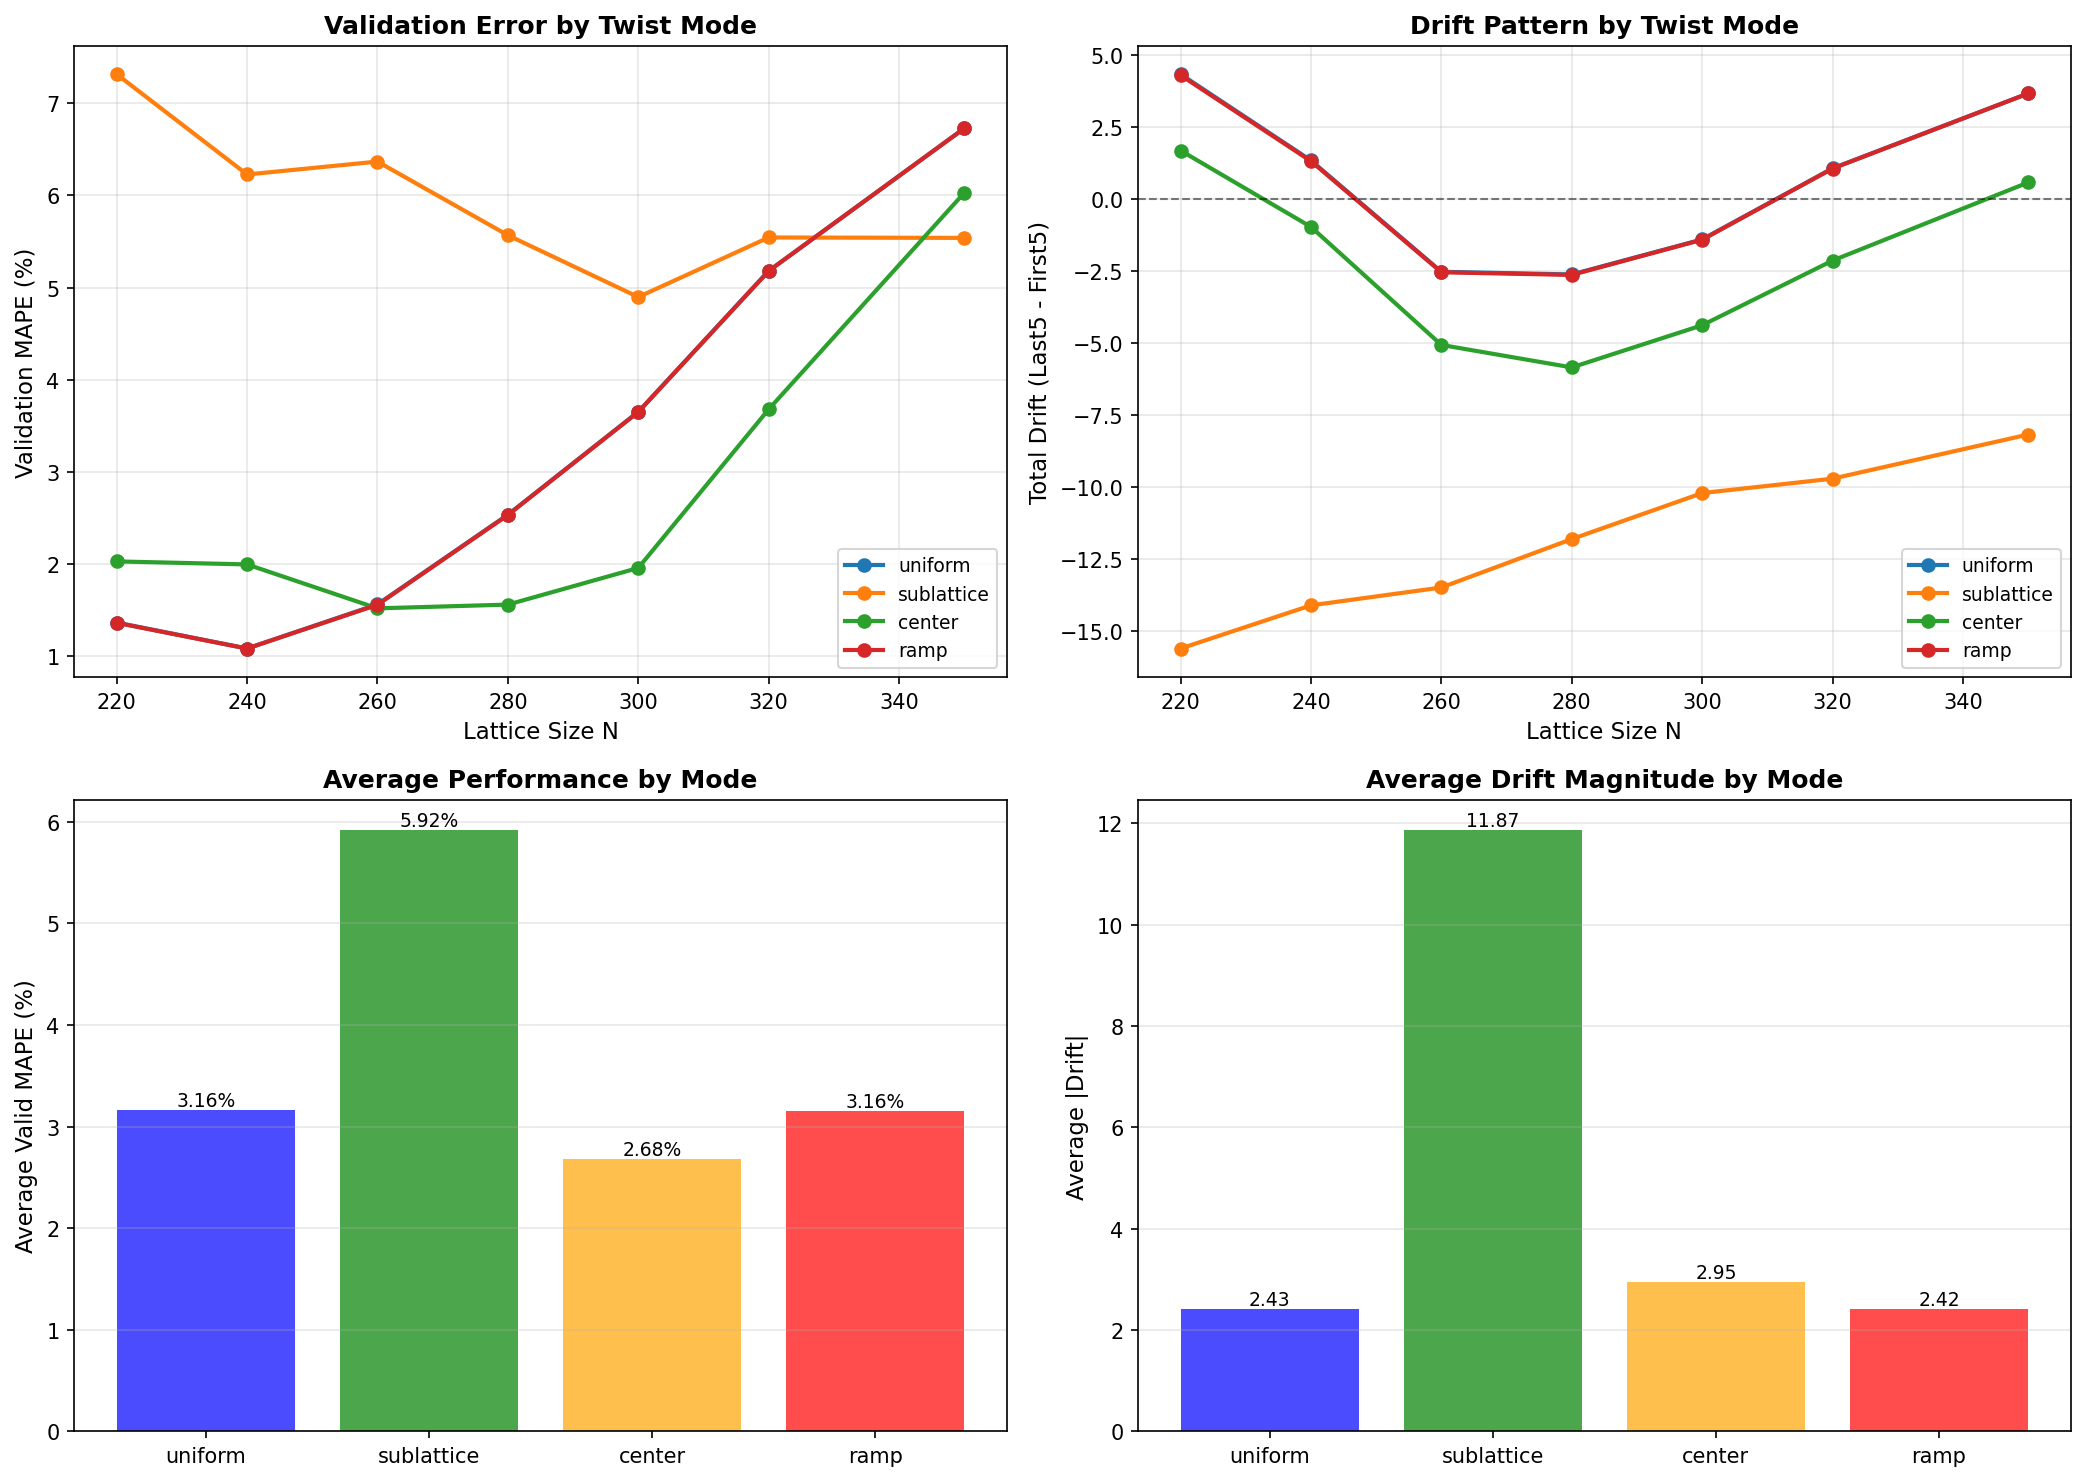 Validation Error by Twist Mode
Validation MAPE (%)
7
6
5
4
3
2
1
220 240 260 280 300 320 340
Lattice Size N
uniform
sublattice
center
ramp
Drift Pattern by Twist Mode
Total Drift (Last5 - First5)
5.0
2.5
0.0
−2.5
−5.0
−7.5
−10.0
−12.5
−15.0
220 240 260 280 300 320 340
Lattice Size N
uniform
sublattice
center
ramp
Average Performance by Mode
Average Valid MAPE (%)
6
5
4
3
2
1
0
3.16%
5.92%
2.68%
3.16%
uniform sublattice center ramp
Average Drift Magnitude by Mode
Average |Drift|
12
10
8
6
4
2
0
2.43
11.87
2.95
2.42
uniform sublattice center ramp